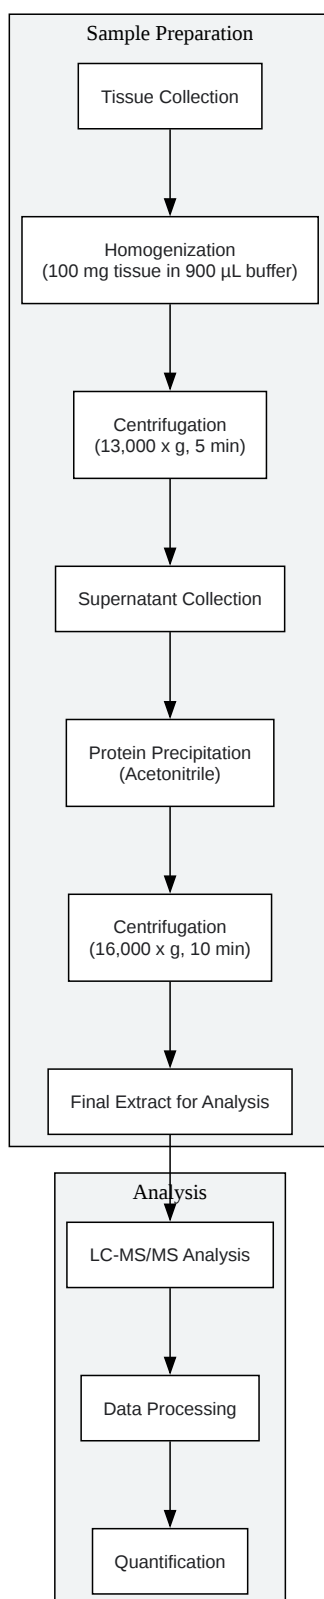 Sample Preparation
Tissue Collection
Homogenization
(100 mg tissue in 900 µL buffer)
Centrifugation
(13,000 x g, 5 min)
Supernatant Collection
Protein Precipitation
(Acetonitrile)
Centrifugation
(16,000 x g, 10 min)
Final Extract for Analysis
Analysis
LC-MS/MS Analysis
Data Processing
Quantification